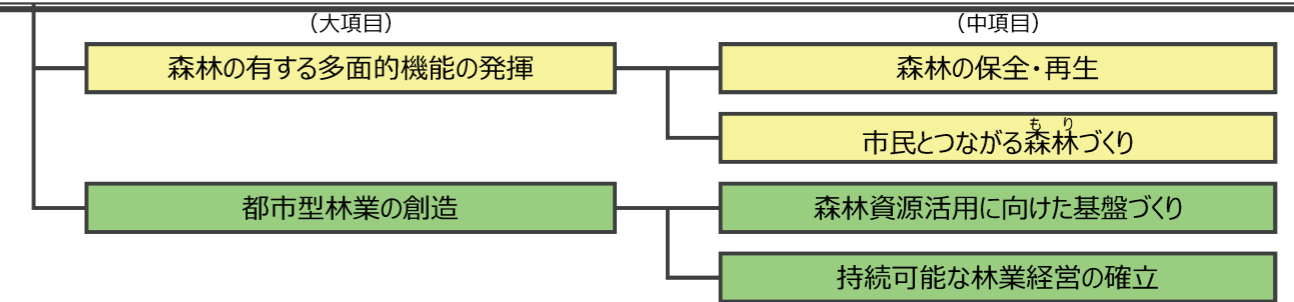 （大項目）
（中項目）
森林の有する多面的機能の発揮
森林の保全・再生
もり
市民とつながる森林づくり
都市型林業の創造
森林資源活用に向けた基盤づくり
持続可能な林業経営の確立